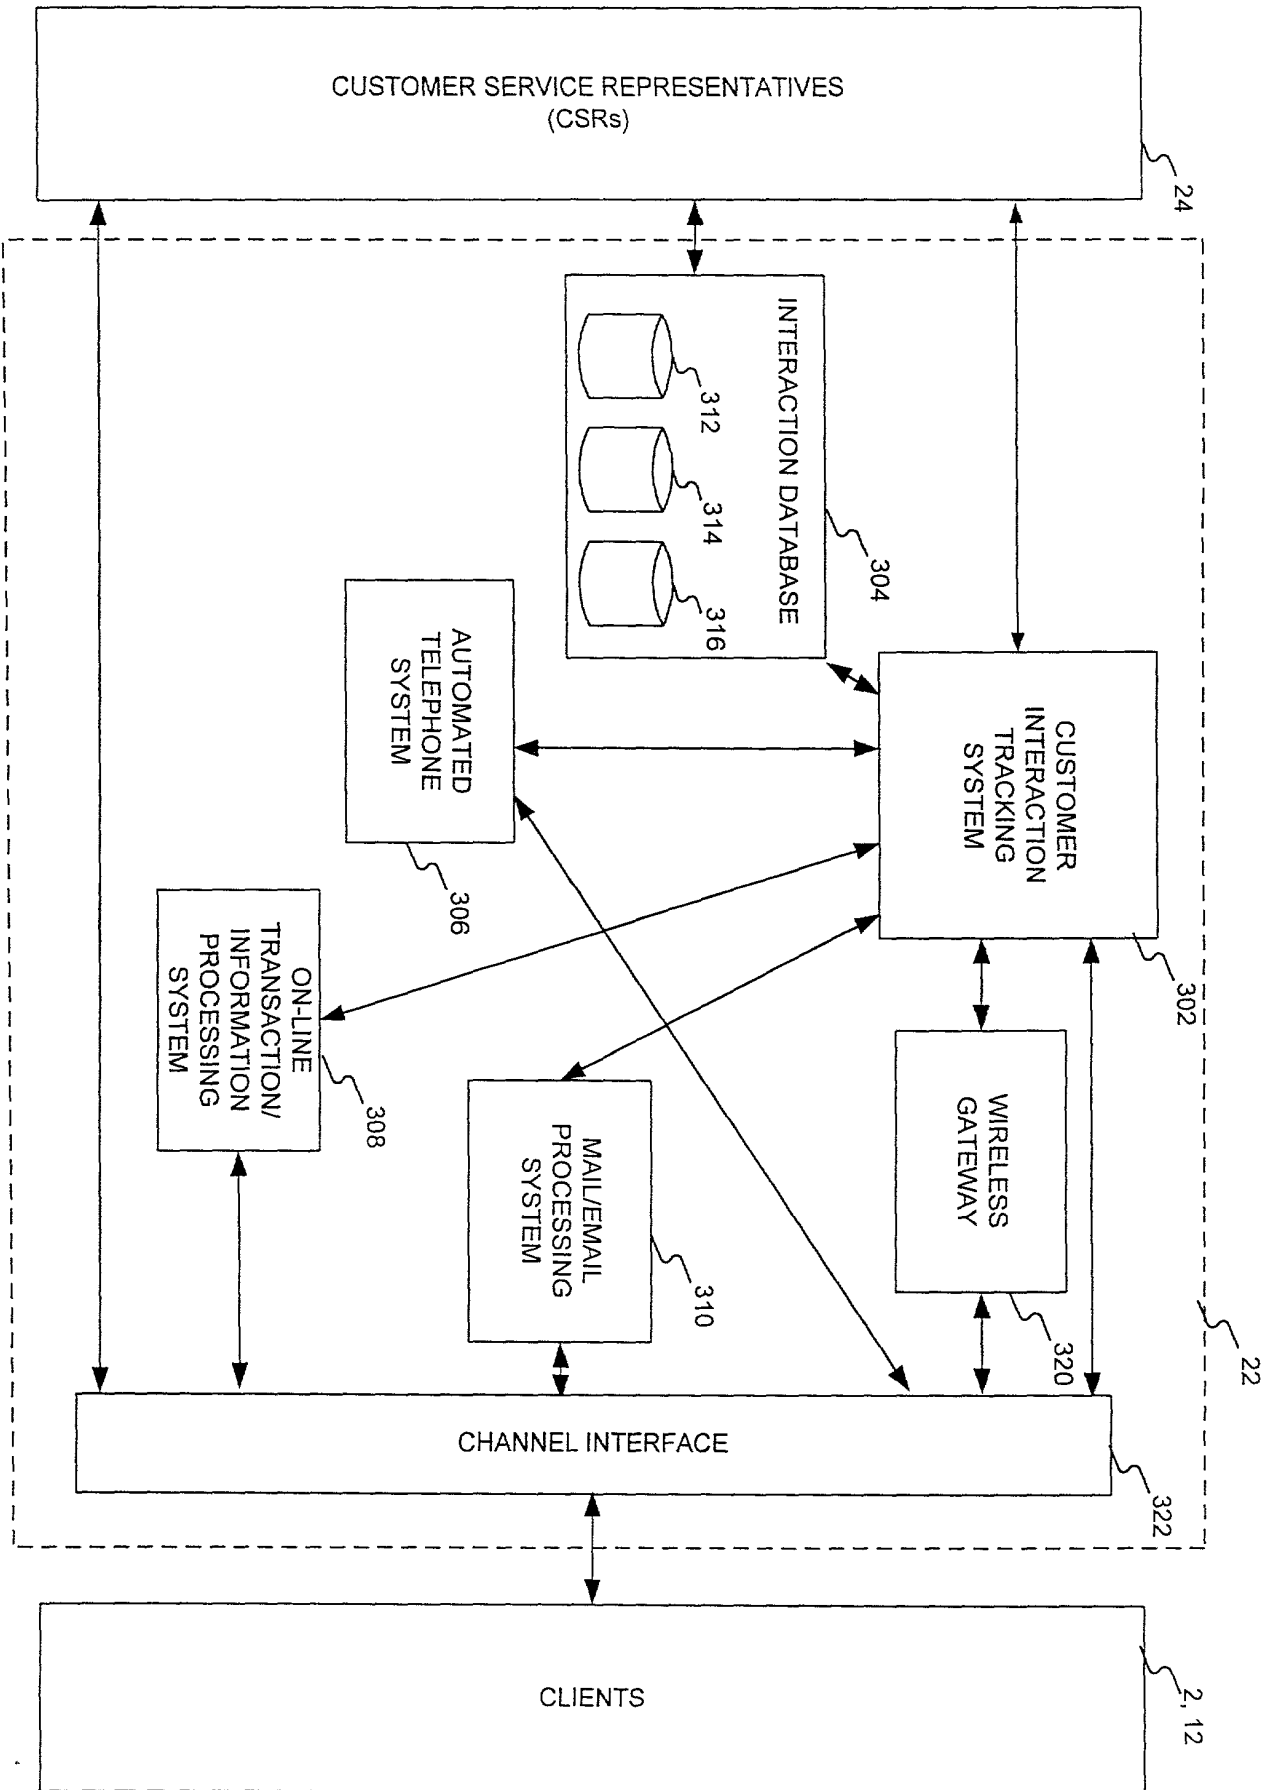 CUSTOMER SERVICE REPRESENTATIVES
(CSRs)
24
INTERACTION DATABASE
312
314
316
304
CUSTOMER
INTERACTION
TRACKING
SYSTEM
302
AUTOMATED
TELEPHONE
SYSTEM
306
ON-LINE
TRANSACTION/
INFORMATION
PROCESSING
SYSTEM
308
MAIL/EMAIL
PROCESSING
SYSTEM
310
WIRELESS
GATEWAY
320
22
CHANNEL INTERFACE
322
CLIENTS
2, 12